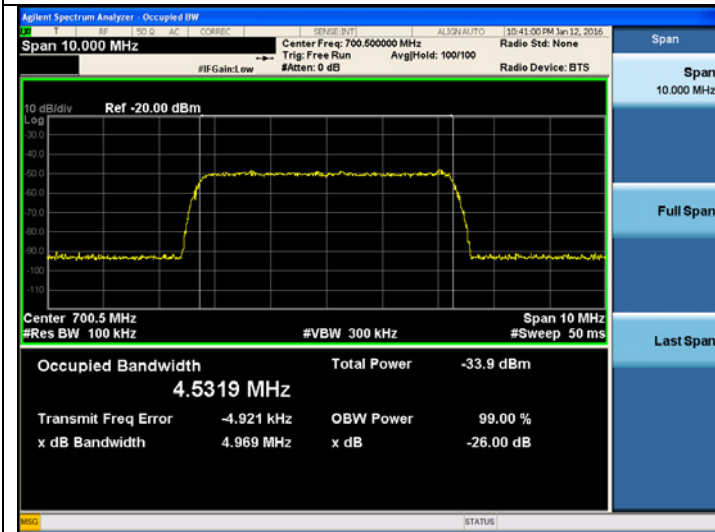 Agilent Spectrum Analyzer - Occupied BW
T RF 50 Ω AC CORREC SENSE:INT ALIGN AUTO 10:41:00 PM Jan 12, 2016
Span 10.000 MHz
Center Freq: 700.500000 MHz Radio Std: None
Trig: Free Run Avg|Hold: 100/100
#IFGain:Low #Atten: 0 dB Radio Device: BTS
Span
Span
10.000 MHz
Full Span
Last Span
10 dB/div Ref -20.00 dBm
Log
-30.0
-40.0
-50.0
-60.0
-70.0
-80.0
-90.0
-100
-110
Center 700.5 MHz Span 10 MHz
#Res BW 100 kHz #VBW 300 kHz #Sweep 50 ms
Occupied Bandwidth Total Power -33.9 dBm
4.5319 MHz
Transmit Freq Error -4.921 kHz OBW Power 99.00 %
x dB Bandwidth 4.969 MHz x dB -26.00 dB
MSG STATUS